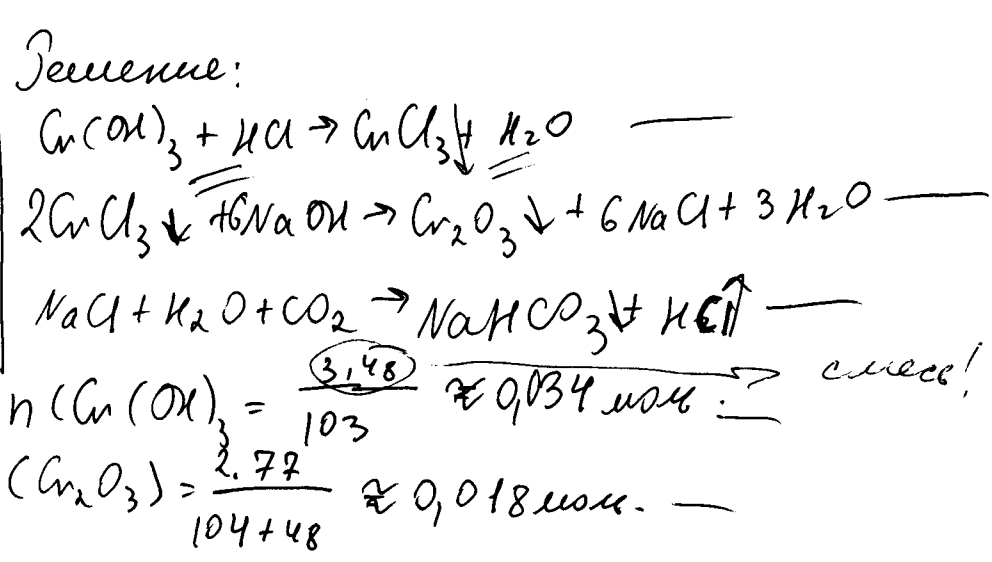 Решение:
Cr(OH)₃ + HCl → CrCl₃↓ + H₂O —
2CrCl₃↓ + 6NaOH → Cr₂O₃↓ + 6NaCl + 3H₂O —
NaCl + H₂O + CO₂ → NaHCO₃↓ + HCl↑ —
n(Cr(OH)₃ = 3,48 / 103 ≈ 0,034 моль. — → смесь!
(Cr₂O₃) = 2.77 / 104+48 ≈ 0,018 моль. —